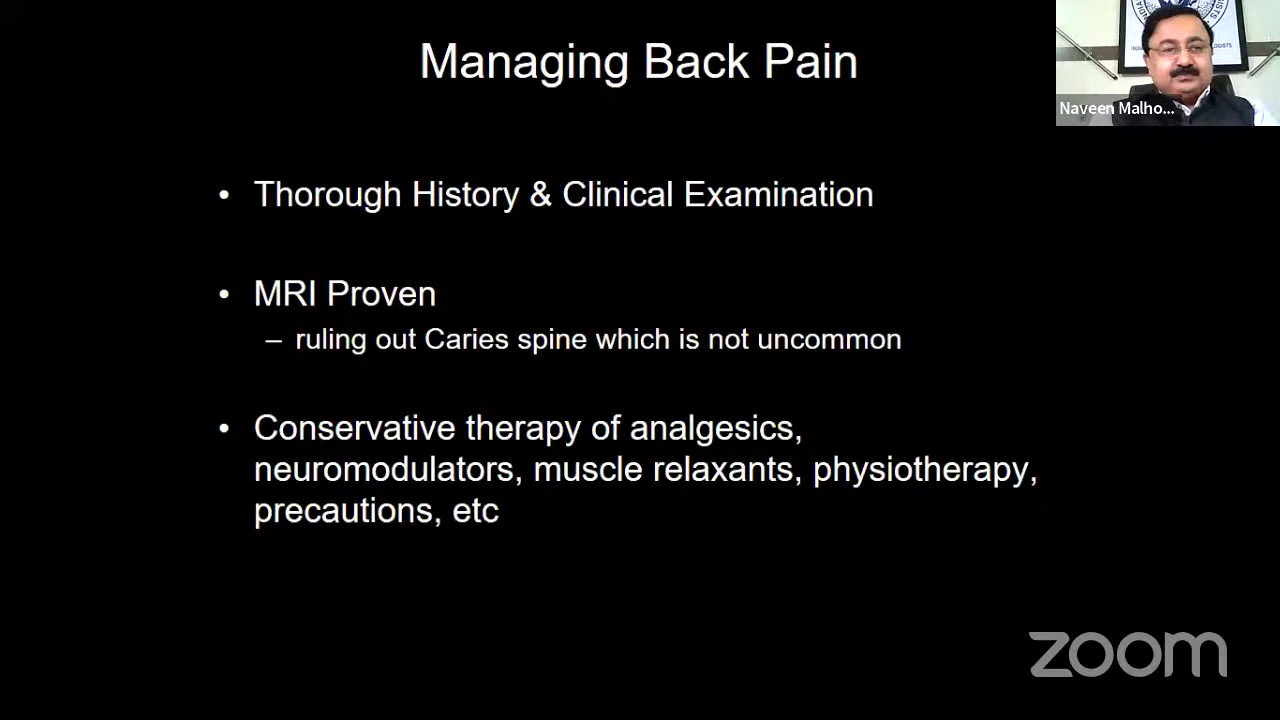 Managing Back Pain
Naveen Malho...
• Thorough History & Clinical Examination
• MRI Proven
– ruling out Caries spine which is not uncommon
• Conservative therapy of analgesics,
neuromodulators, muscle relaxants, physiotherapy,
precautions, etc
zoom